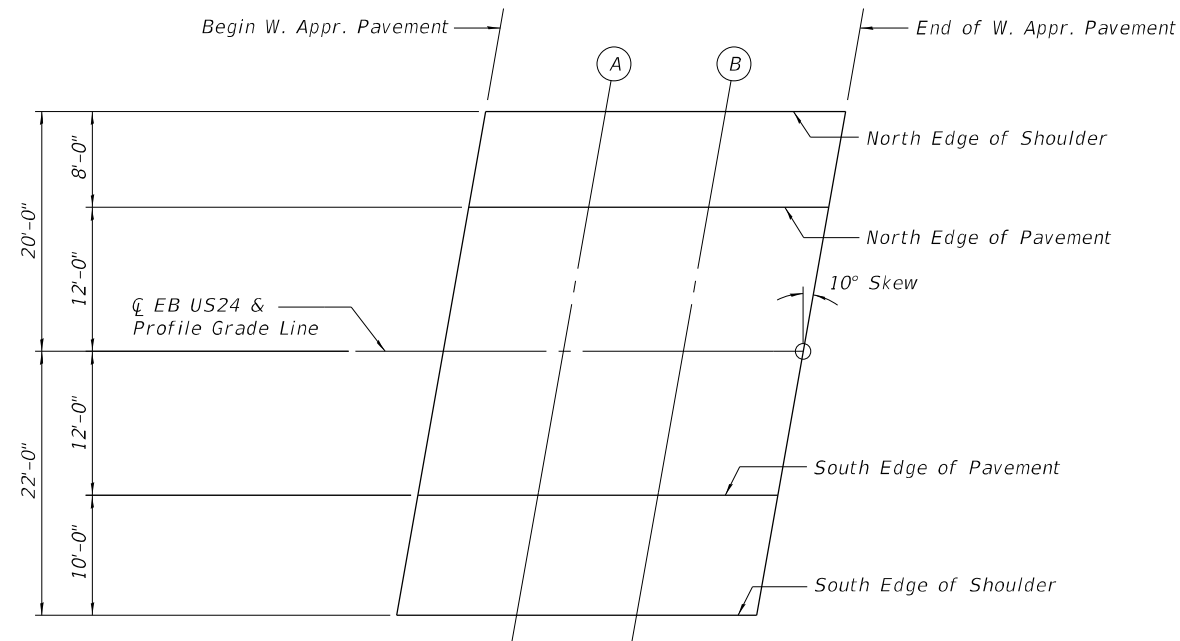 Begin W. Appr. Pavement
End of W. Appr. Pavement
A
B
North Edge of Shoulder
8'-0"
20'-0"
North Edge of Pavement
12'-0"
10° Skew
℄ EB US24 &
Profile Grade Line
12'-0"
22'-0"
South Edge of Pavement
10'-0"
South Edge of Shoulder